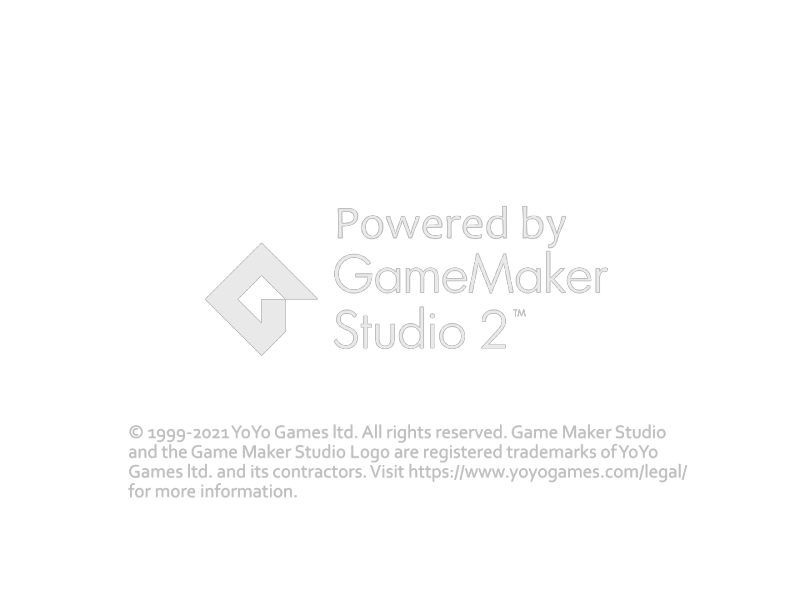 Powered by
GameMaker
Studio 2™
© 1999-2021 YoYo Games ltd. All rights reserved. Game Maker Studio
and the Game Maker Studio Logo are registered trademarks of YoYo
Games ltd. and its contractors. Visit https://www.yoyogames.com/legal/
for more information.